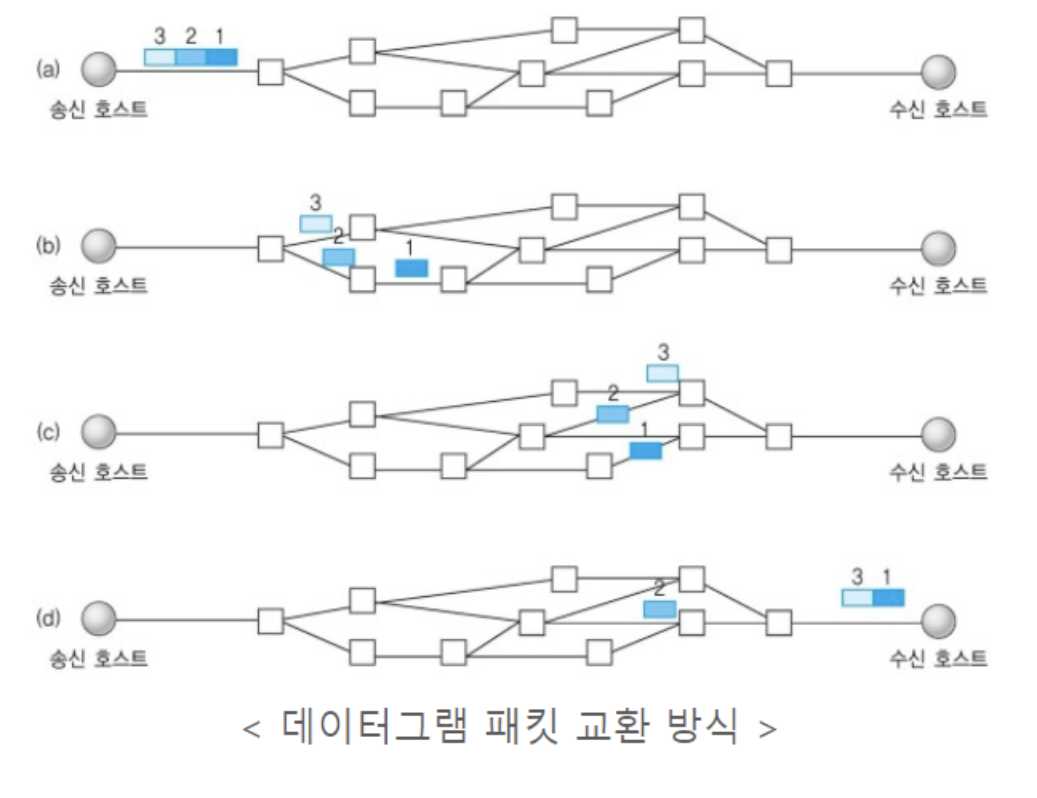 3 2 1
(a)
송신 호스트
수신 호스트
3
2
1
(b)
송신 호스트
수신 호스트
3
2
1
(c)
송신 호스트
수신 호스트
2
3 1
(d)
송신 호스트
수신 호스트
< 데이터그램 패킷 교환 방식 >